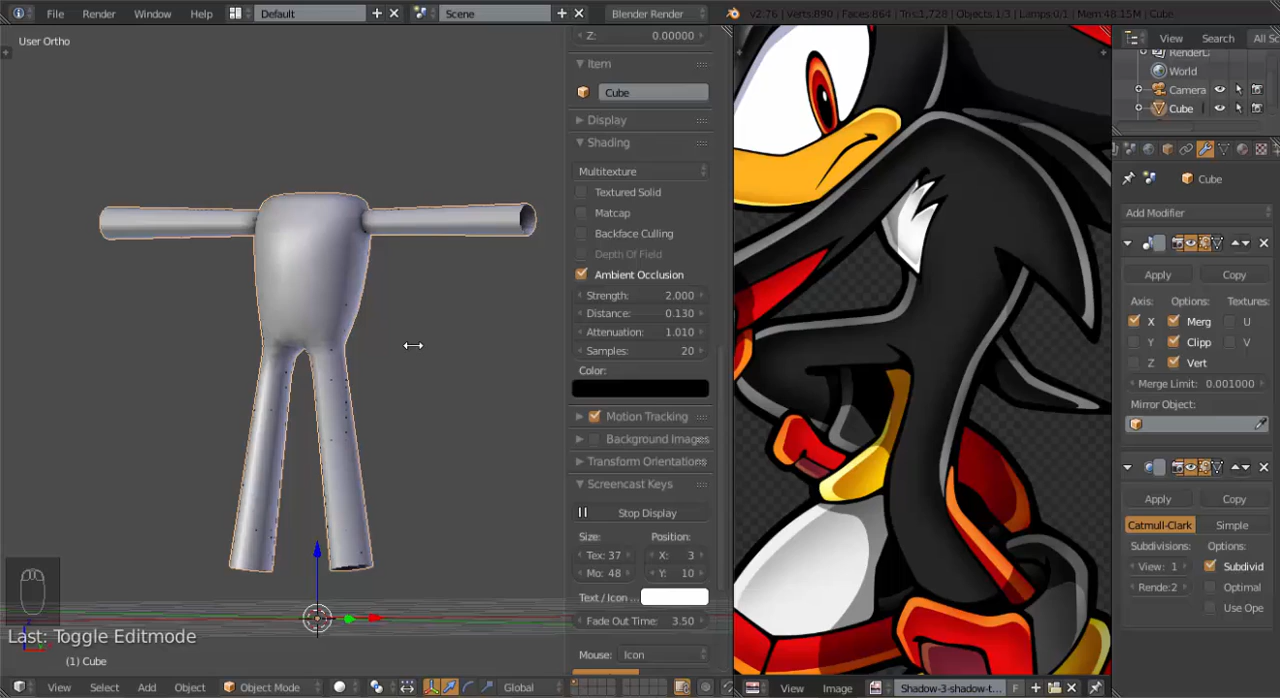 File Render Window Help Default Scene Blender Render v2.76 | Verts:890 | Faces:864 | Tris:1,728 | Objects:1/3 | Lamps:0/1 | Mem:48.15M | Cube
User Ortho
Z: 0.00000
Item
Cube
Display
Shading
Multitexture
Textured Solid
Matcap
Backface Culling
Depth Of Field
Ambient Occlusion
Strength: 2.000
Distance: 0.130
Attenuation: 1.010
Samples: 20
Color:
Motion Tracking
Background Images
Transform Orientations
Screencast Keys
Stop Display
Size: Position:
Tex: 37 X: 3
Mo: 48 Y: 10
Text / Icon ...
Fade Out Time: 3.50
Mouse: Icon
Last: Toggle Editmode
(1) Cube
View Select Add Object Object Mode Global
View Image Shadow-3-shadow-t... F
View Search All Sc
RenderL
World
Camera
Cube
Cube
Add Modifier
Apply Copy
Axis: Options: Textures:
X Merg U
Y Clipp V
Z Vert
Merge Limit: 0.001000
Mirror Object:
Apply Copy
Catmull-Clark Simple
Subdivisions: Options:
View: 1 Subdivid
Rende:2 Optimal
Use Ope